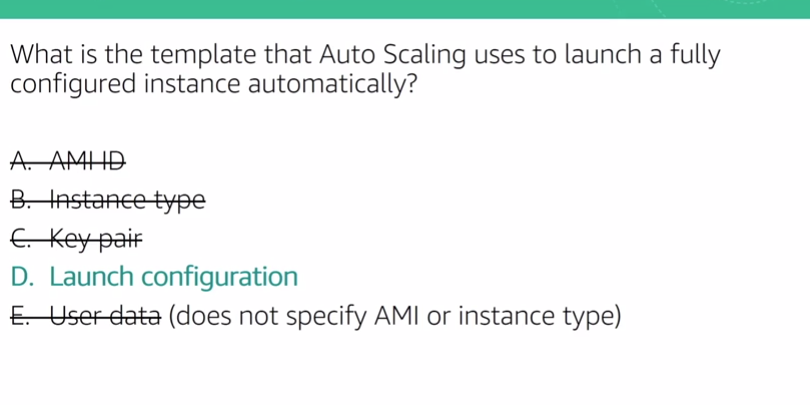 What is the template that Auto Scaling uses to launch a fully
configured instance automatically?
A. AMI ID
B. Instance type
C. Key pair
D. Launch configuration
E. User data (does not specify AMI or instance type)